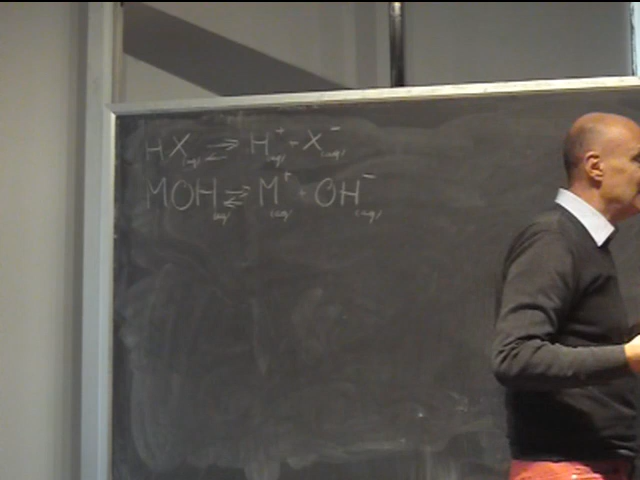 HX(aq) ⇌ H⁺(aq) + X⁻(aq)
MOH(aq) ⇌ M⁺(aq) + OH⁻(aq)